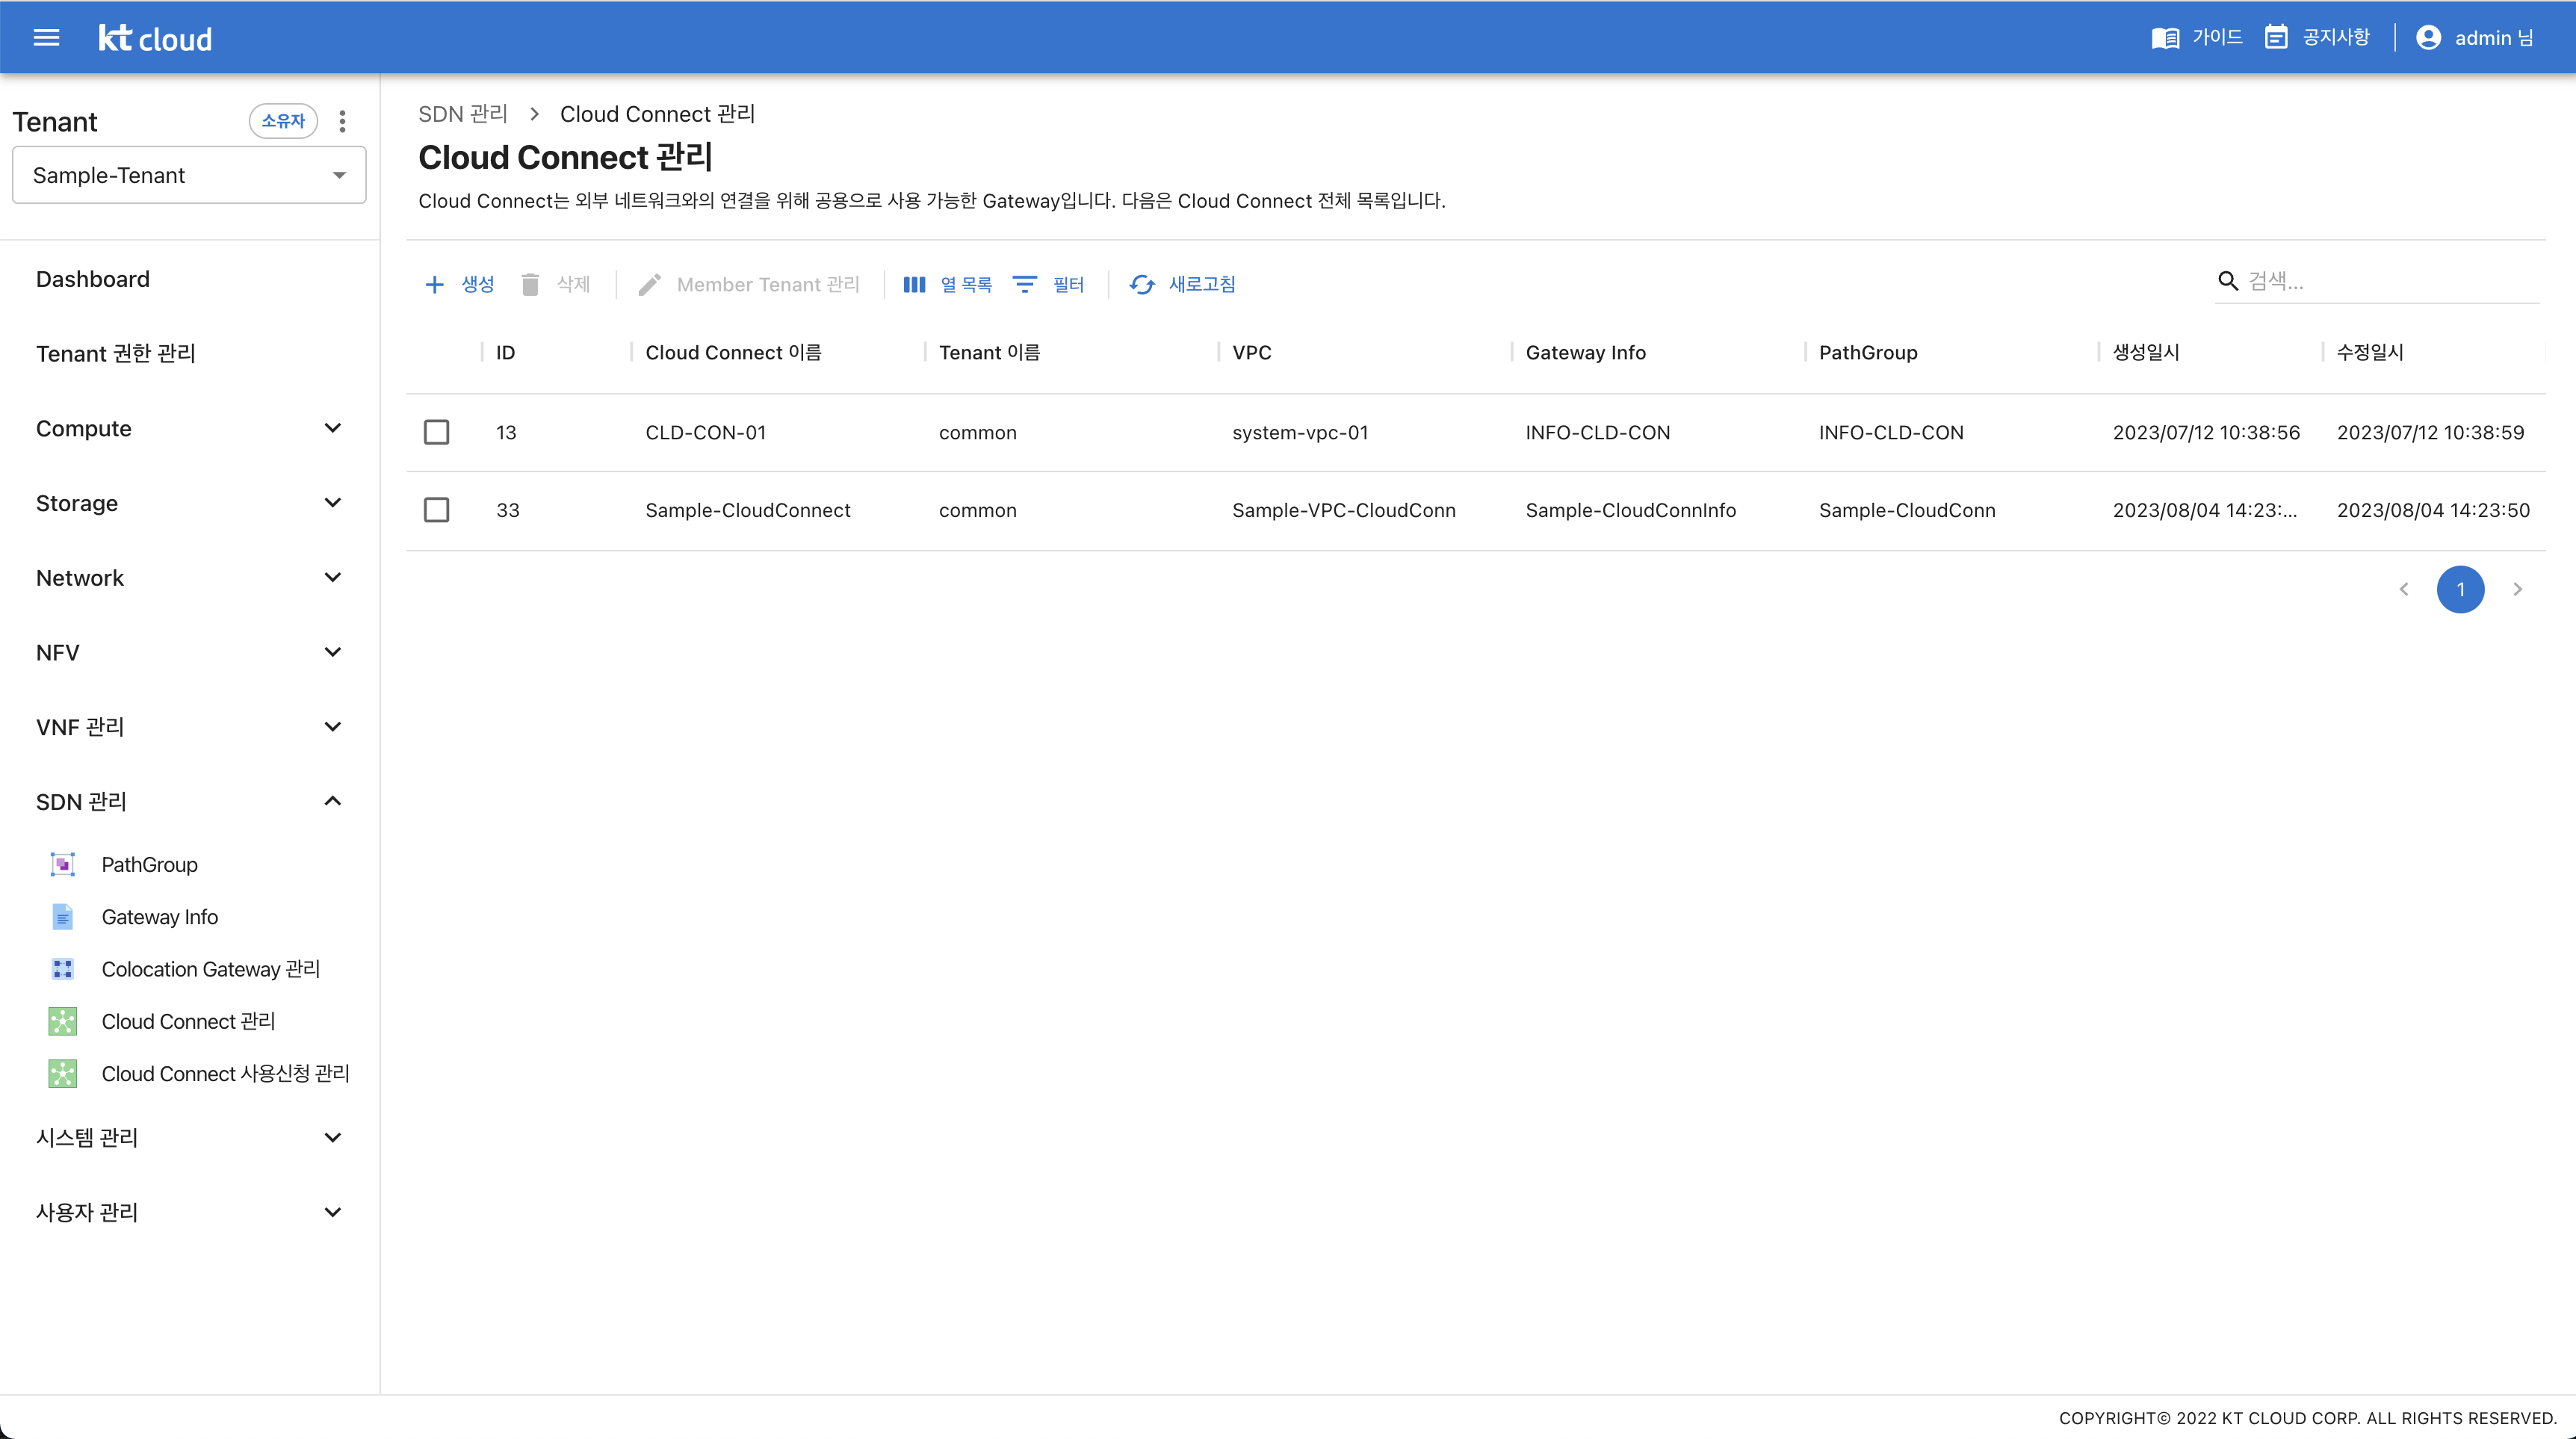 kt cloud
가이드 공지사항 admin 님
Tenant 소유자
Sample-Tenant
Dashboard
Tenant 권한 관리
Compute
Storage
Network
NFV
VNF 관리
SDN 관리
PathGroup
Gateway Info
Colocation Gateway 관리
Cloud Connect 관리
Cloud Connect 사용신청 관리
시스템 관리
사용자 관리
SDN 관리 > Cloud Connect 관리
Cloud Connect 관리
Cloud Connect는 외부 네트워크와의 연결을 위해 공용으로 사용 가능한 Gateway입니다. 다음은 Cloud Connect 전체 목록입니다.
생성 삭제 Member Tenant 관리 열 목록 필터 새로고침 검색...
ID Cloud Connect 이름 Tenant 이름 VPC Gateway Info PathGroup 생성일시 수정일시
13 CLD-CON-01 common system-vpc-01 INFO-CLD-CON INFO-CLD-CON 2023/07/12 10:38:56 2023/07/12 10:38:59
33 Sample-CloudConnect common Sample-VPC-CloudConn Sample-CloudConnInfo Sample-CloudConn 2023/08/04 14:23:... 2023/08/04 14:23:50
1
COPYRIGHT© 2022 KT CLOUD CORP. ALL RIGHTS RESERVED.